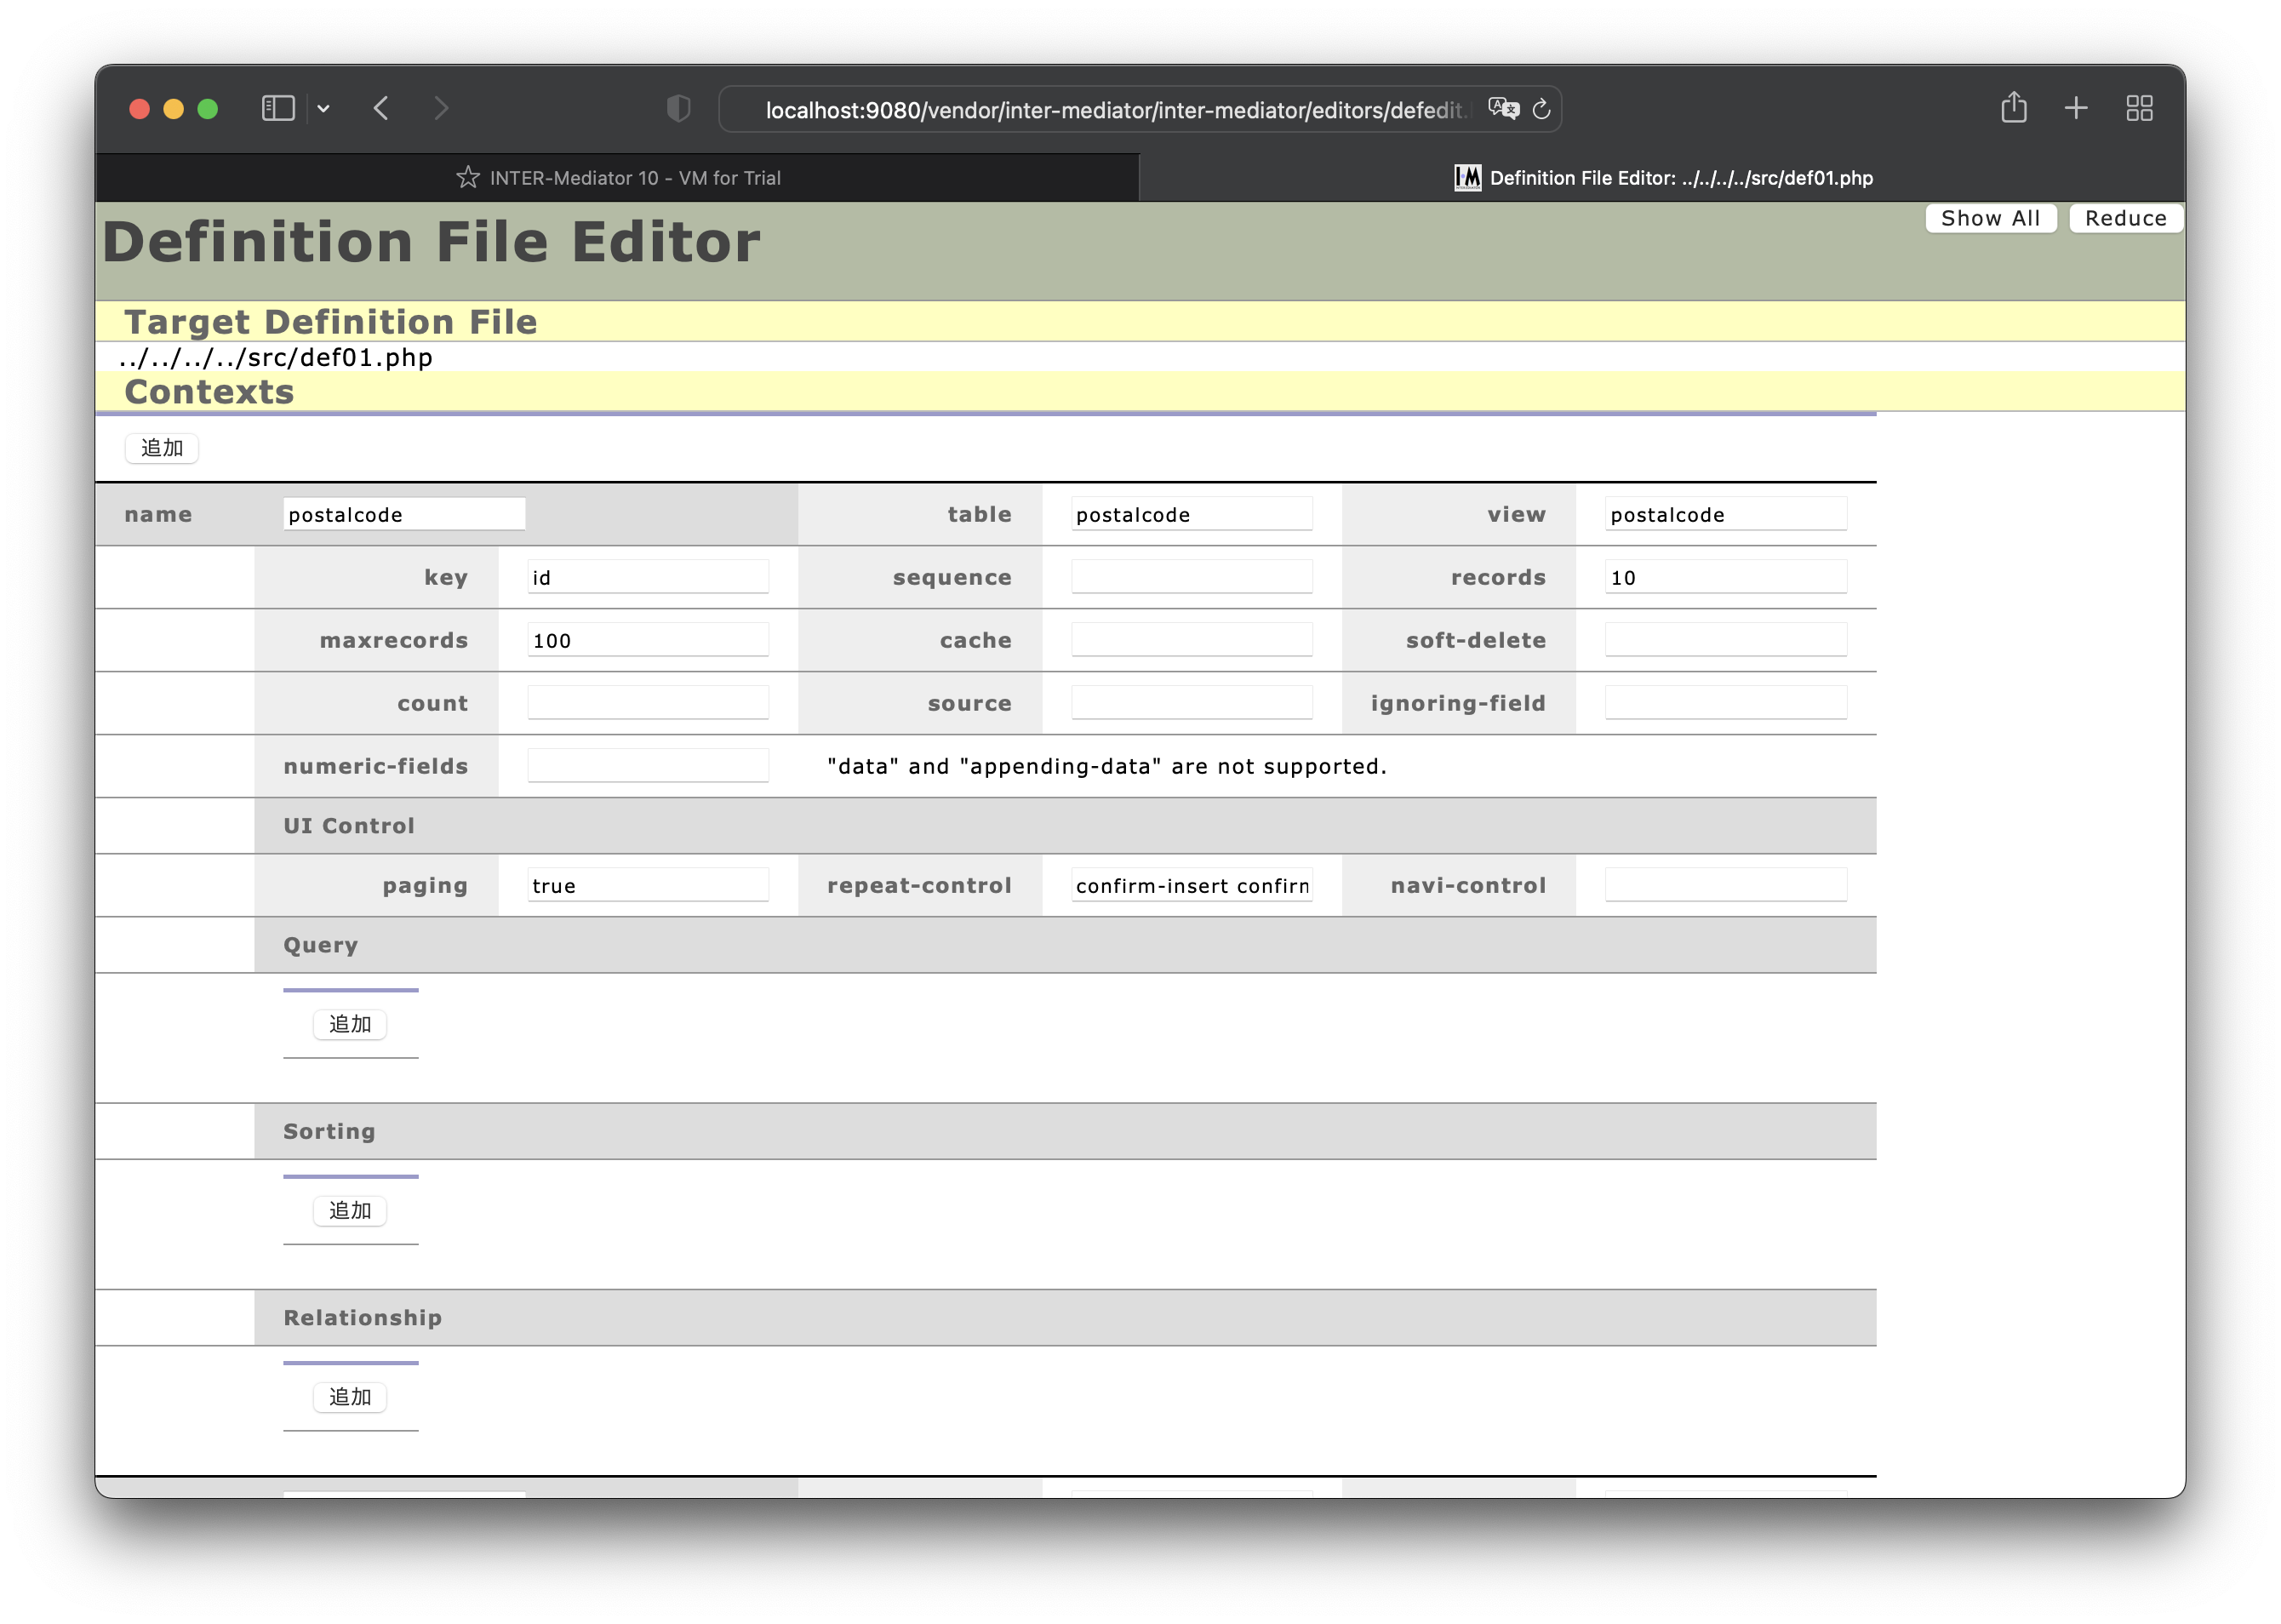 localhost:9080/vendor/inter-mediator/inter-mediator/editors/defedit.
INTER-Mediator 10 - VM for Trial
Definition File Editor: ../../../../src/def01.php
Definition File Editor
Show All
Reduce
Target Definition File
../../../../src/def01.php
Contexts
追加
name postalcode table postalcode view postalcode
key id sequence records 10
maxrecords 100 cache soft-delete
count source ignoring-field
numeric-fields "data" and "appending-data" are not supported.
UI Control
paging true repeat-control confirm-insert confirm navi-control
Query
追加
Sorting
追加
Relationship
追加